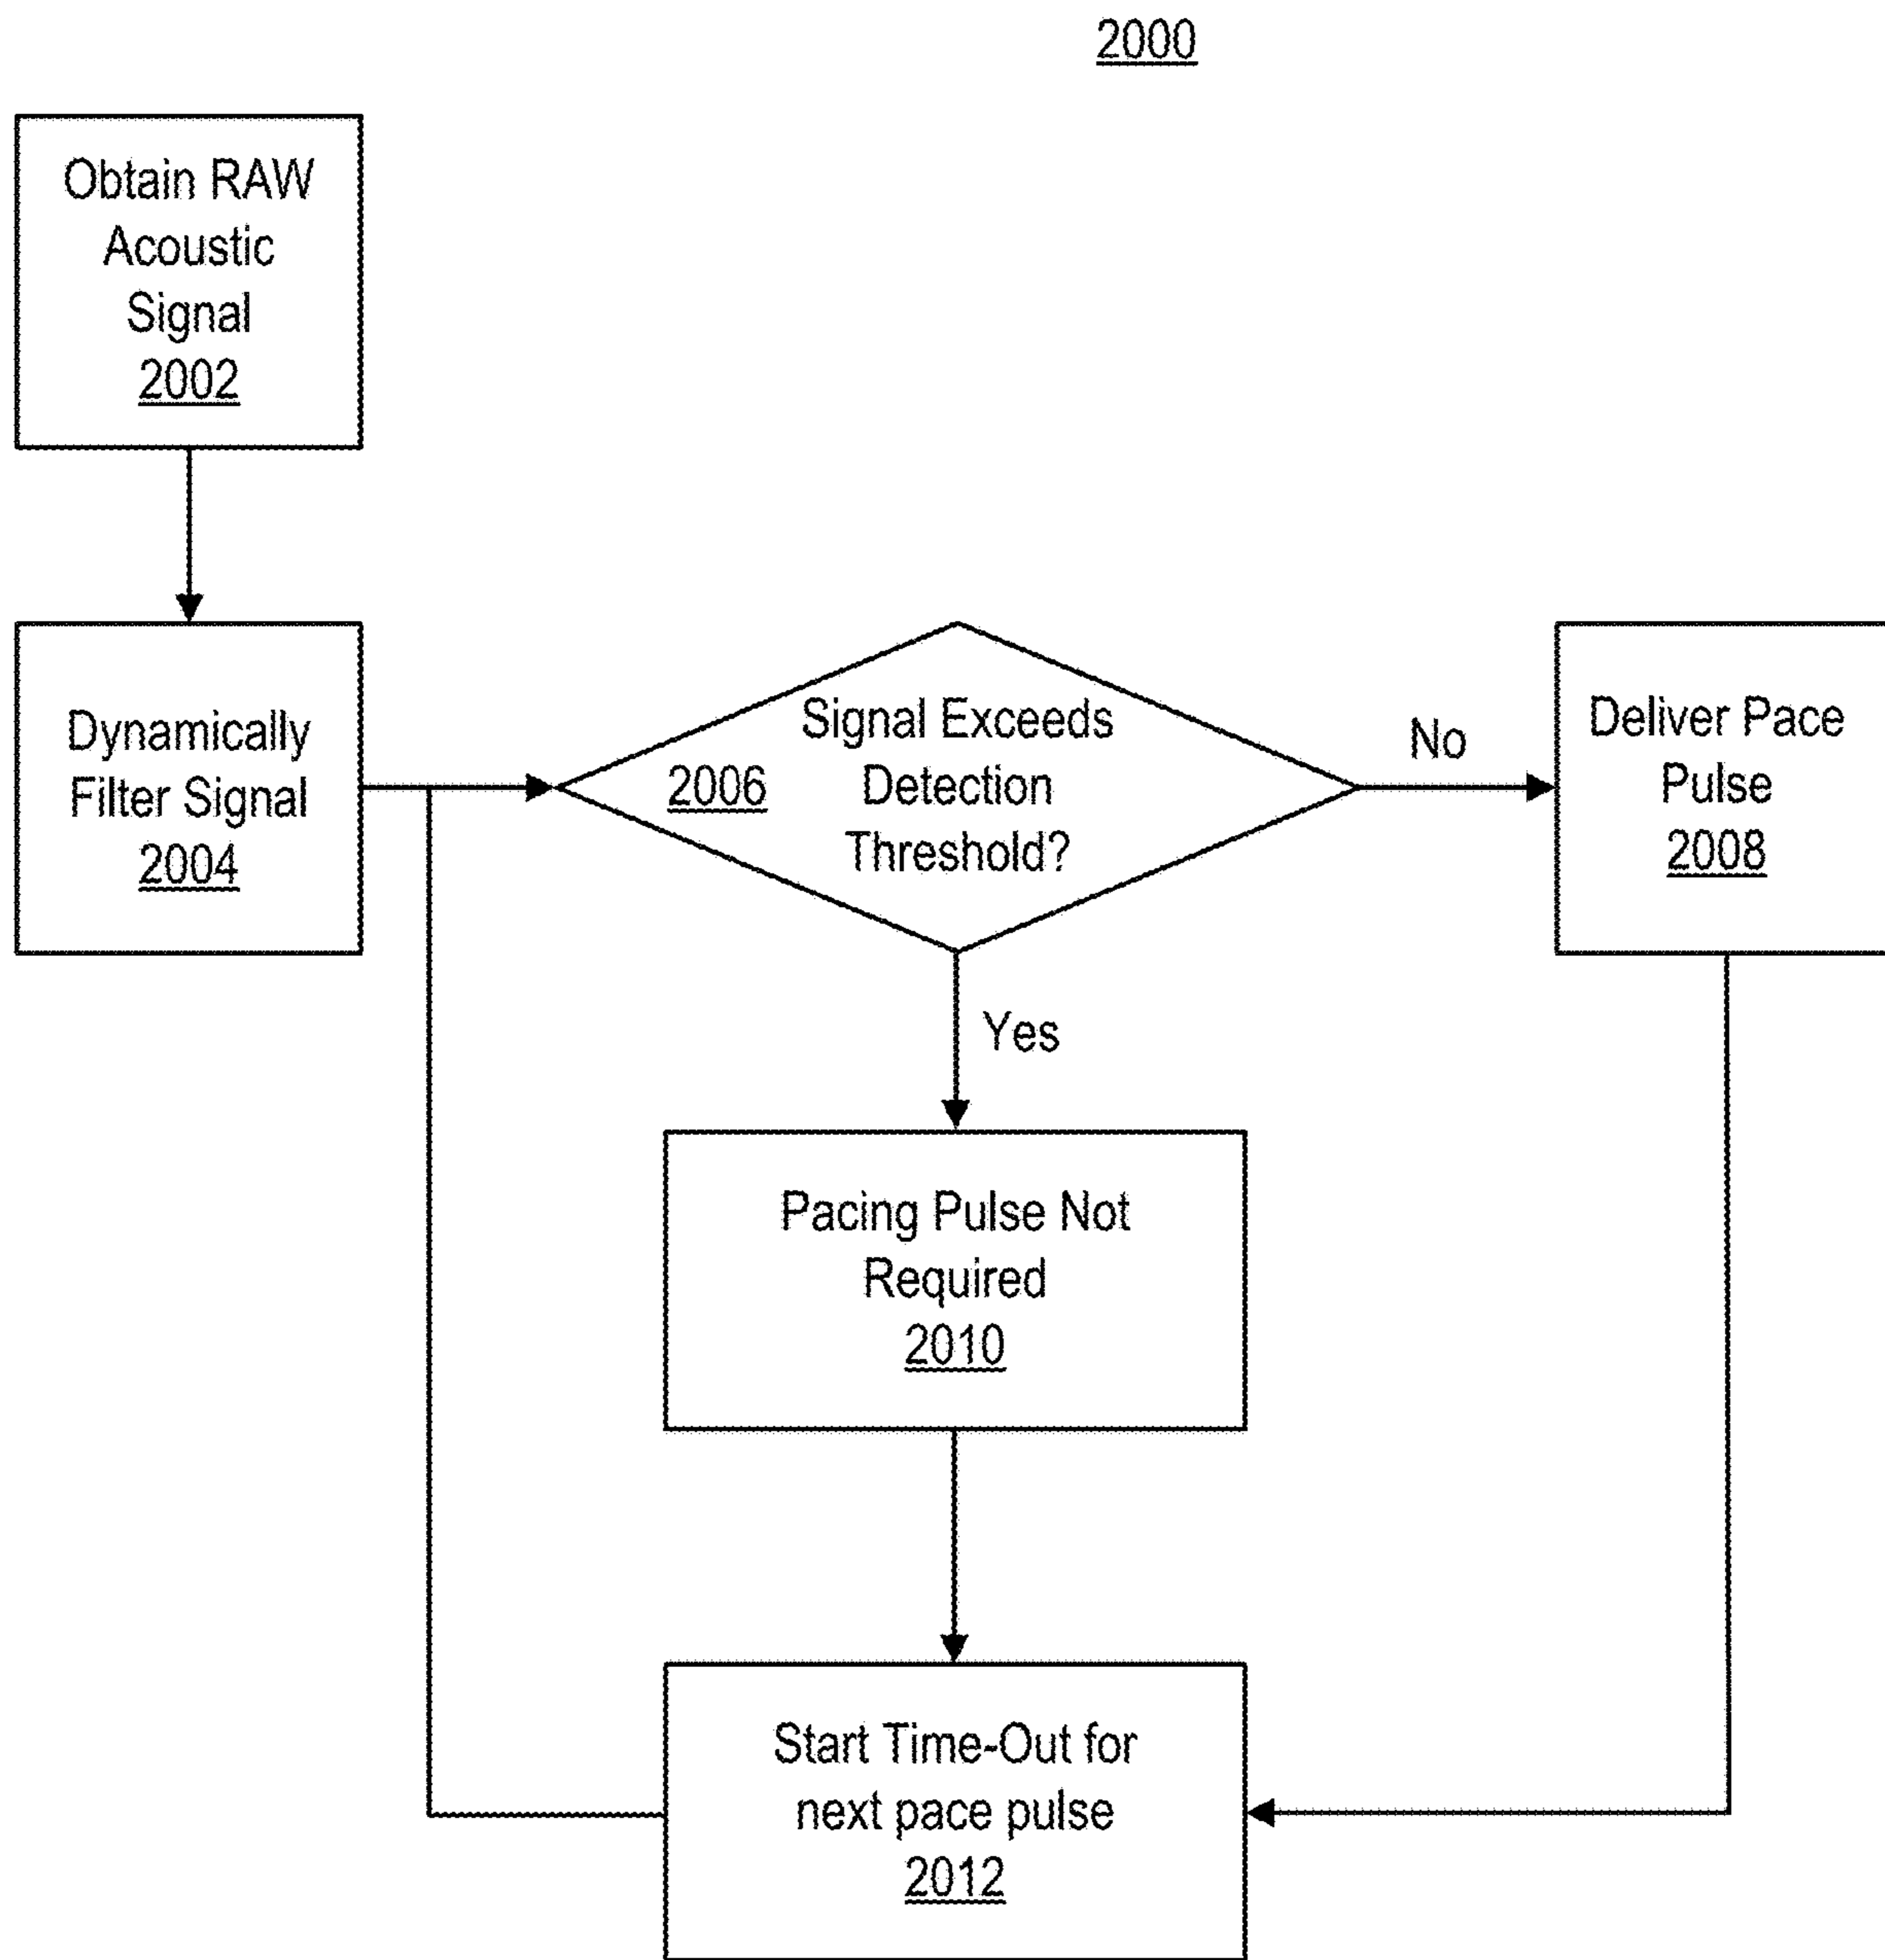 2000
Obtain RAW
Acoustic
Signal
2002
Dynamically
Filter Signal
2004
Signal Exceeds
2006 Detection
Threshold?
No
Deliver Pace
Pulse
2008
Yes
Pacing Pulse Not
Required
2010
Start Time-Out for
next pace pulse
2012